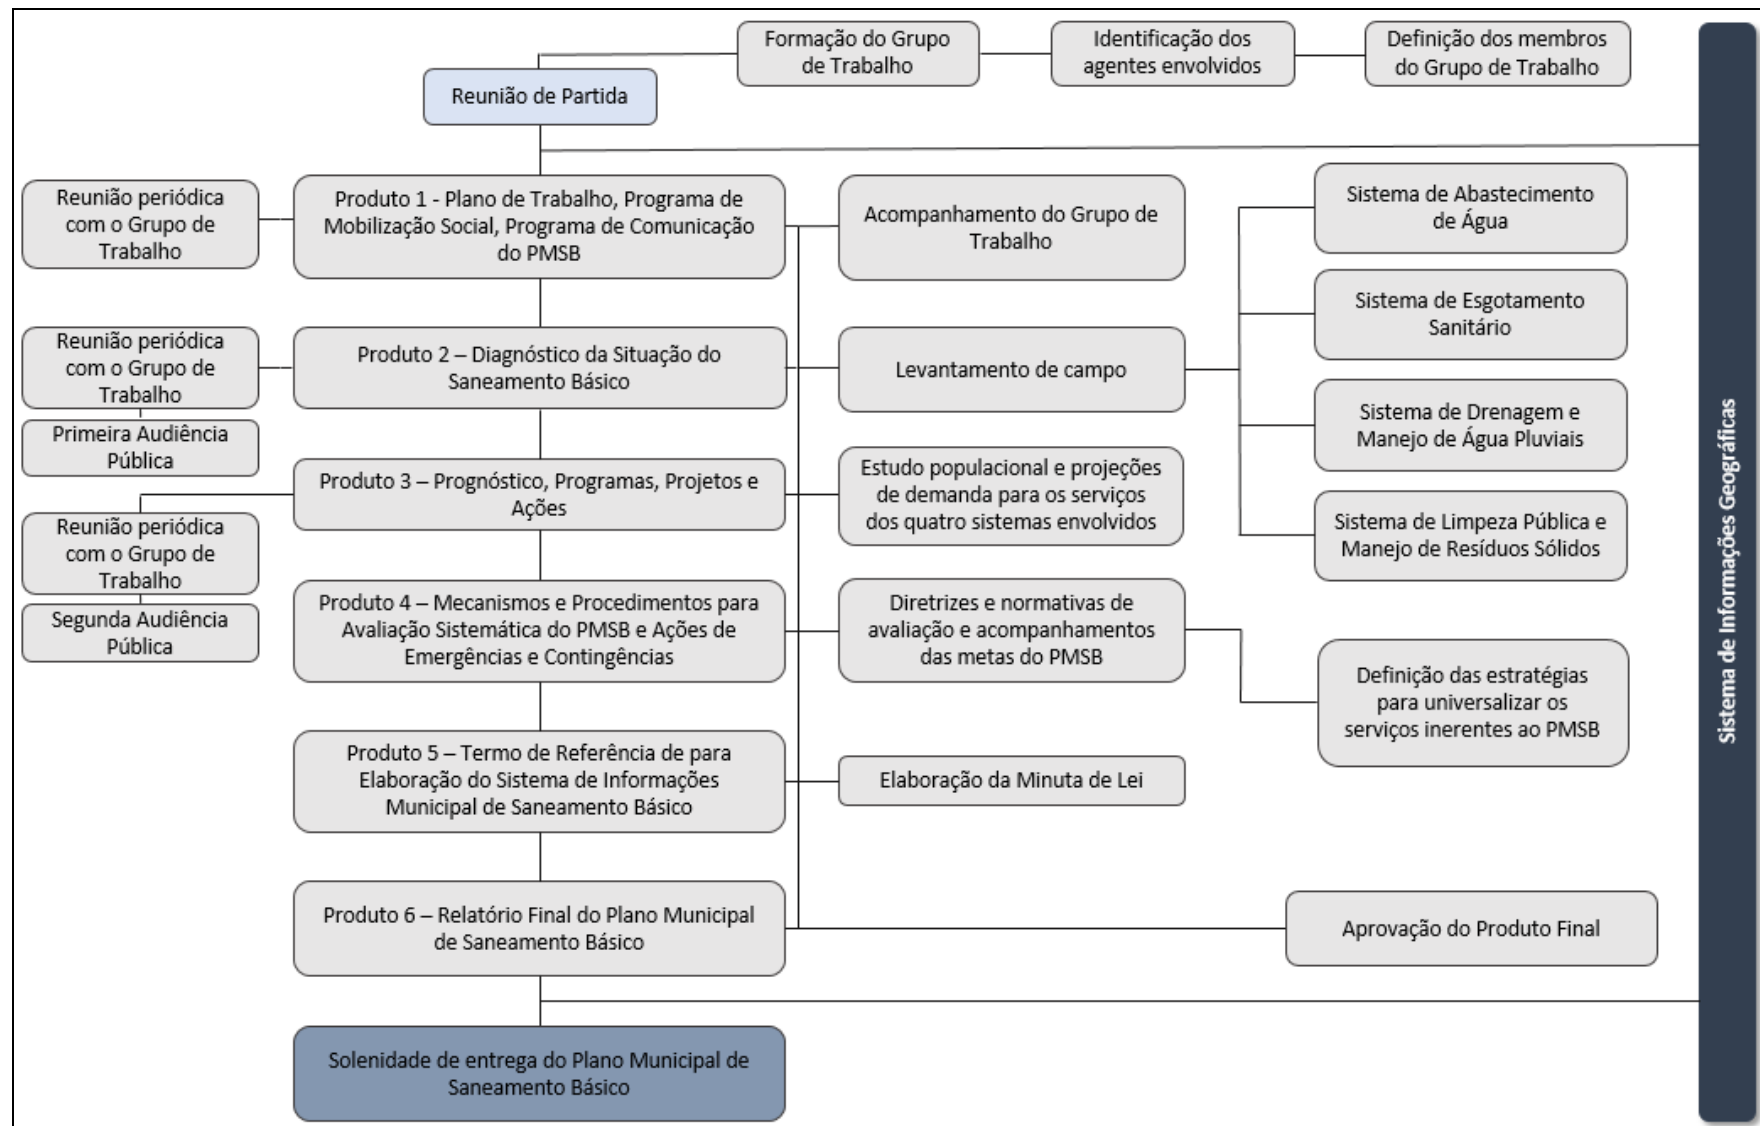 Formação do Grupo
de Trabalho
Identificação dos
agentes envolvidos
Definição dos membros
do Grupo de Trabalho
Reunião de Partida
Reunião periódica
com o Grupo de
Trabalho
Produto 1 - Plano de Trabalho, Programa de
Mobilização Social, Programa de Comunicação
do PMSB
Acompanhamento do Grupo de
Trabalho
Sistema de Abastecimento
de Água
Sistema de Esgotamento
Sanitário
Reunião periódica
com o Grupo de
Trabalho
Produto 2 – Diagnóstico da Situação do
Saneamento Básico
Levantamento de campo
Sistema de Drenagem e
Manejo de Água Pluviais
Primeira Audiência
Pública
Produto 3 – Prognóstico, Programas, Projetos e
Ações
Estudo populacional e projeções
de demanda para os serviços
dos quatro sistemas envolvidos
Sistema de Limpeza Pública e
Manejo de Resíduos Sólidos
Reunião periódica
com o Grupo de
Trabalho
Segunda Audiência
Pública
Produto 4 – Mecanismos e Procedimentos para
Avaliação Sistemática do PMSB e Ações de
Emergências e Contingências
Diretrizes e normativas de
avaliação e acompanhamentos
das metas do PMSB
Definição das estratégias
para universalizar os
serviços inerentes ao PMSB
Produto 5 – Termo de Referência de para
Elaboração do Sistema de Informações
Municipal de Saneamento Básico
Elaboração da Minuta de Lei
Produto 6 – Relatório Final do Plano Municipal
de Saneamento Básico
Aprovação do Produto Final
Solenidade de entrega do Plano Municipal de
Saneamento Básico
Sistema de Informações Geográficas